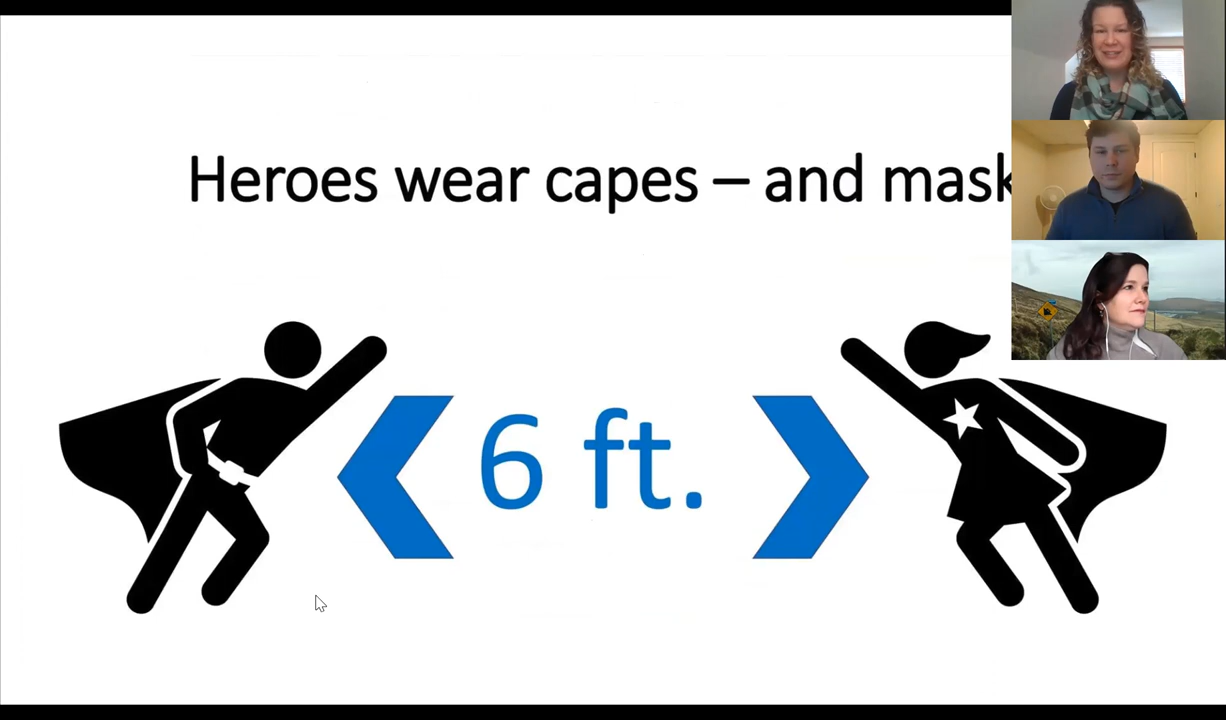 Heroes wear capes – and mask
6 ft.